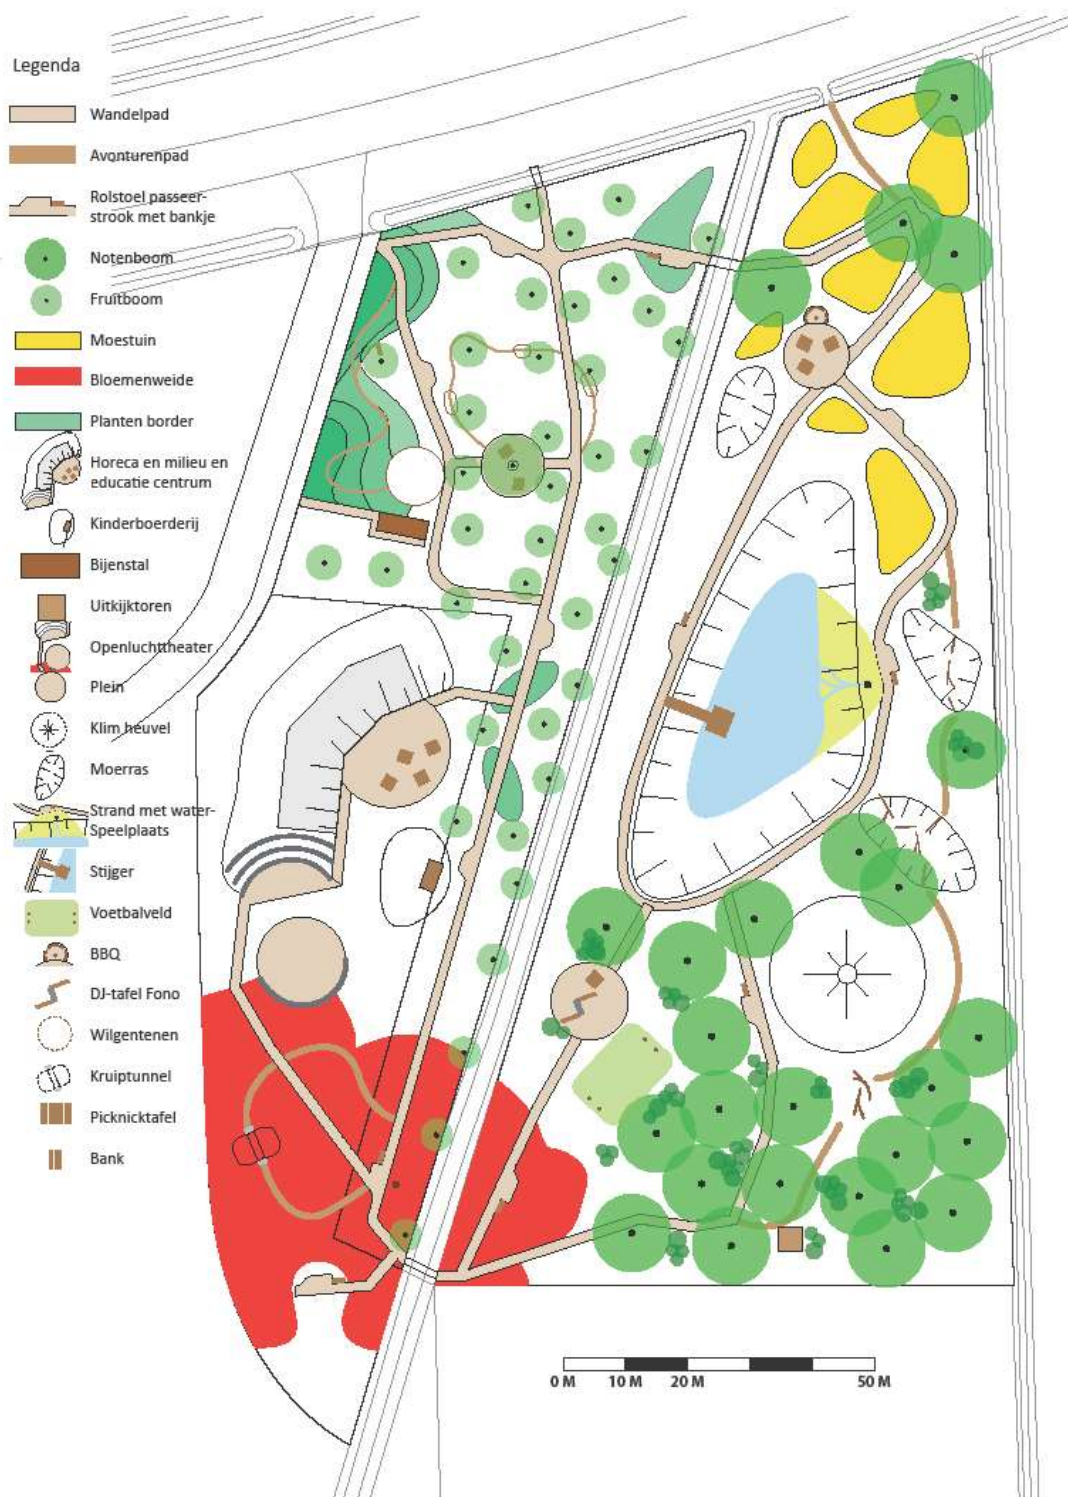 Legenda
Wandelpad
Avonturenpad
Rolstoel passeer-
strook met bankje
Notenboom
Fruitboom
Moestuin
Bloemenweide
Planten border
Horeca en milieu en
educatie centrum
Kinderboerderij
Bijenstal
Uitkijktoren
Openluchttheater
Plein
Klim heuvel
Moerras
Strand met water-
Speelplaats
Stijger
Voetbalveld
BBQ
DJ-tafel Fono
Wilgentenen
Kruiptunnel
Picknicktafel
Bank
0 M 10 M 20 M 50 M